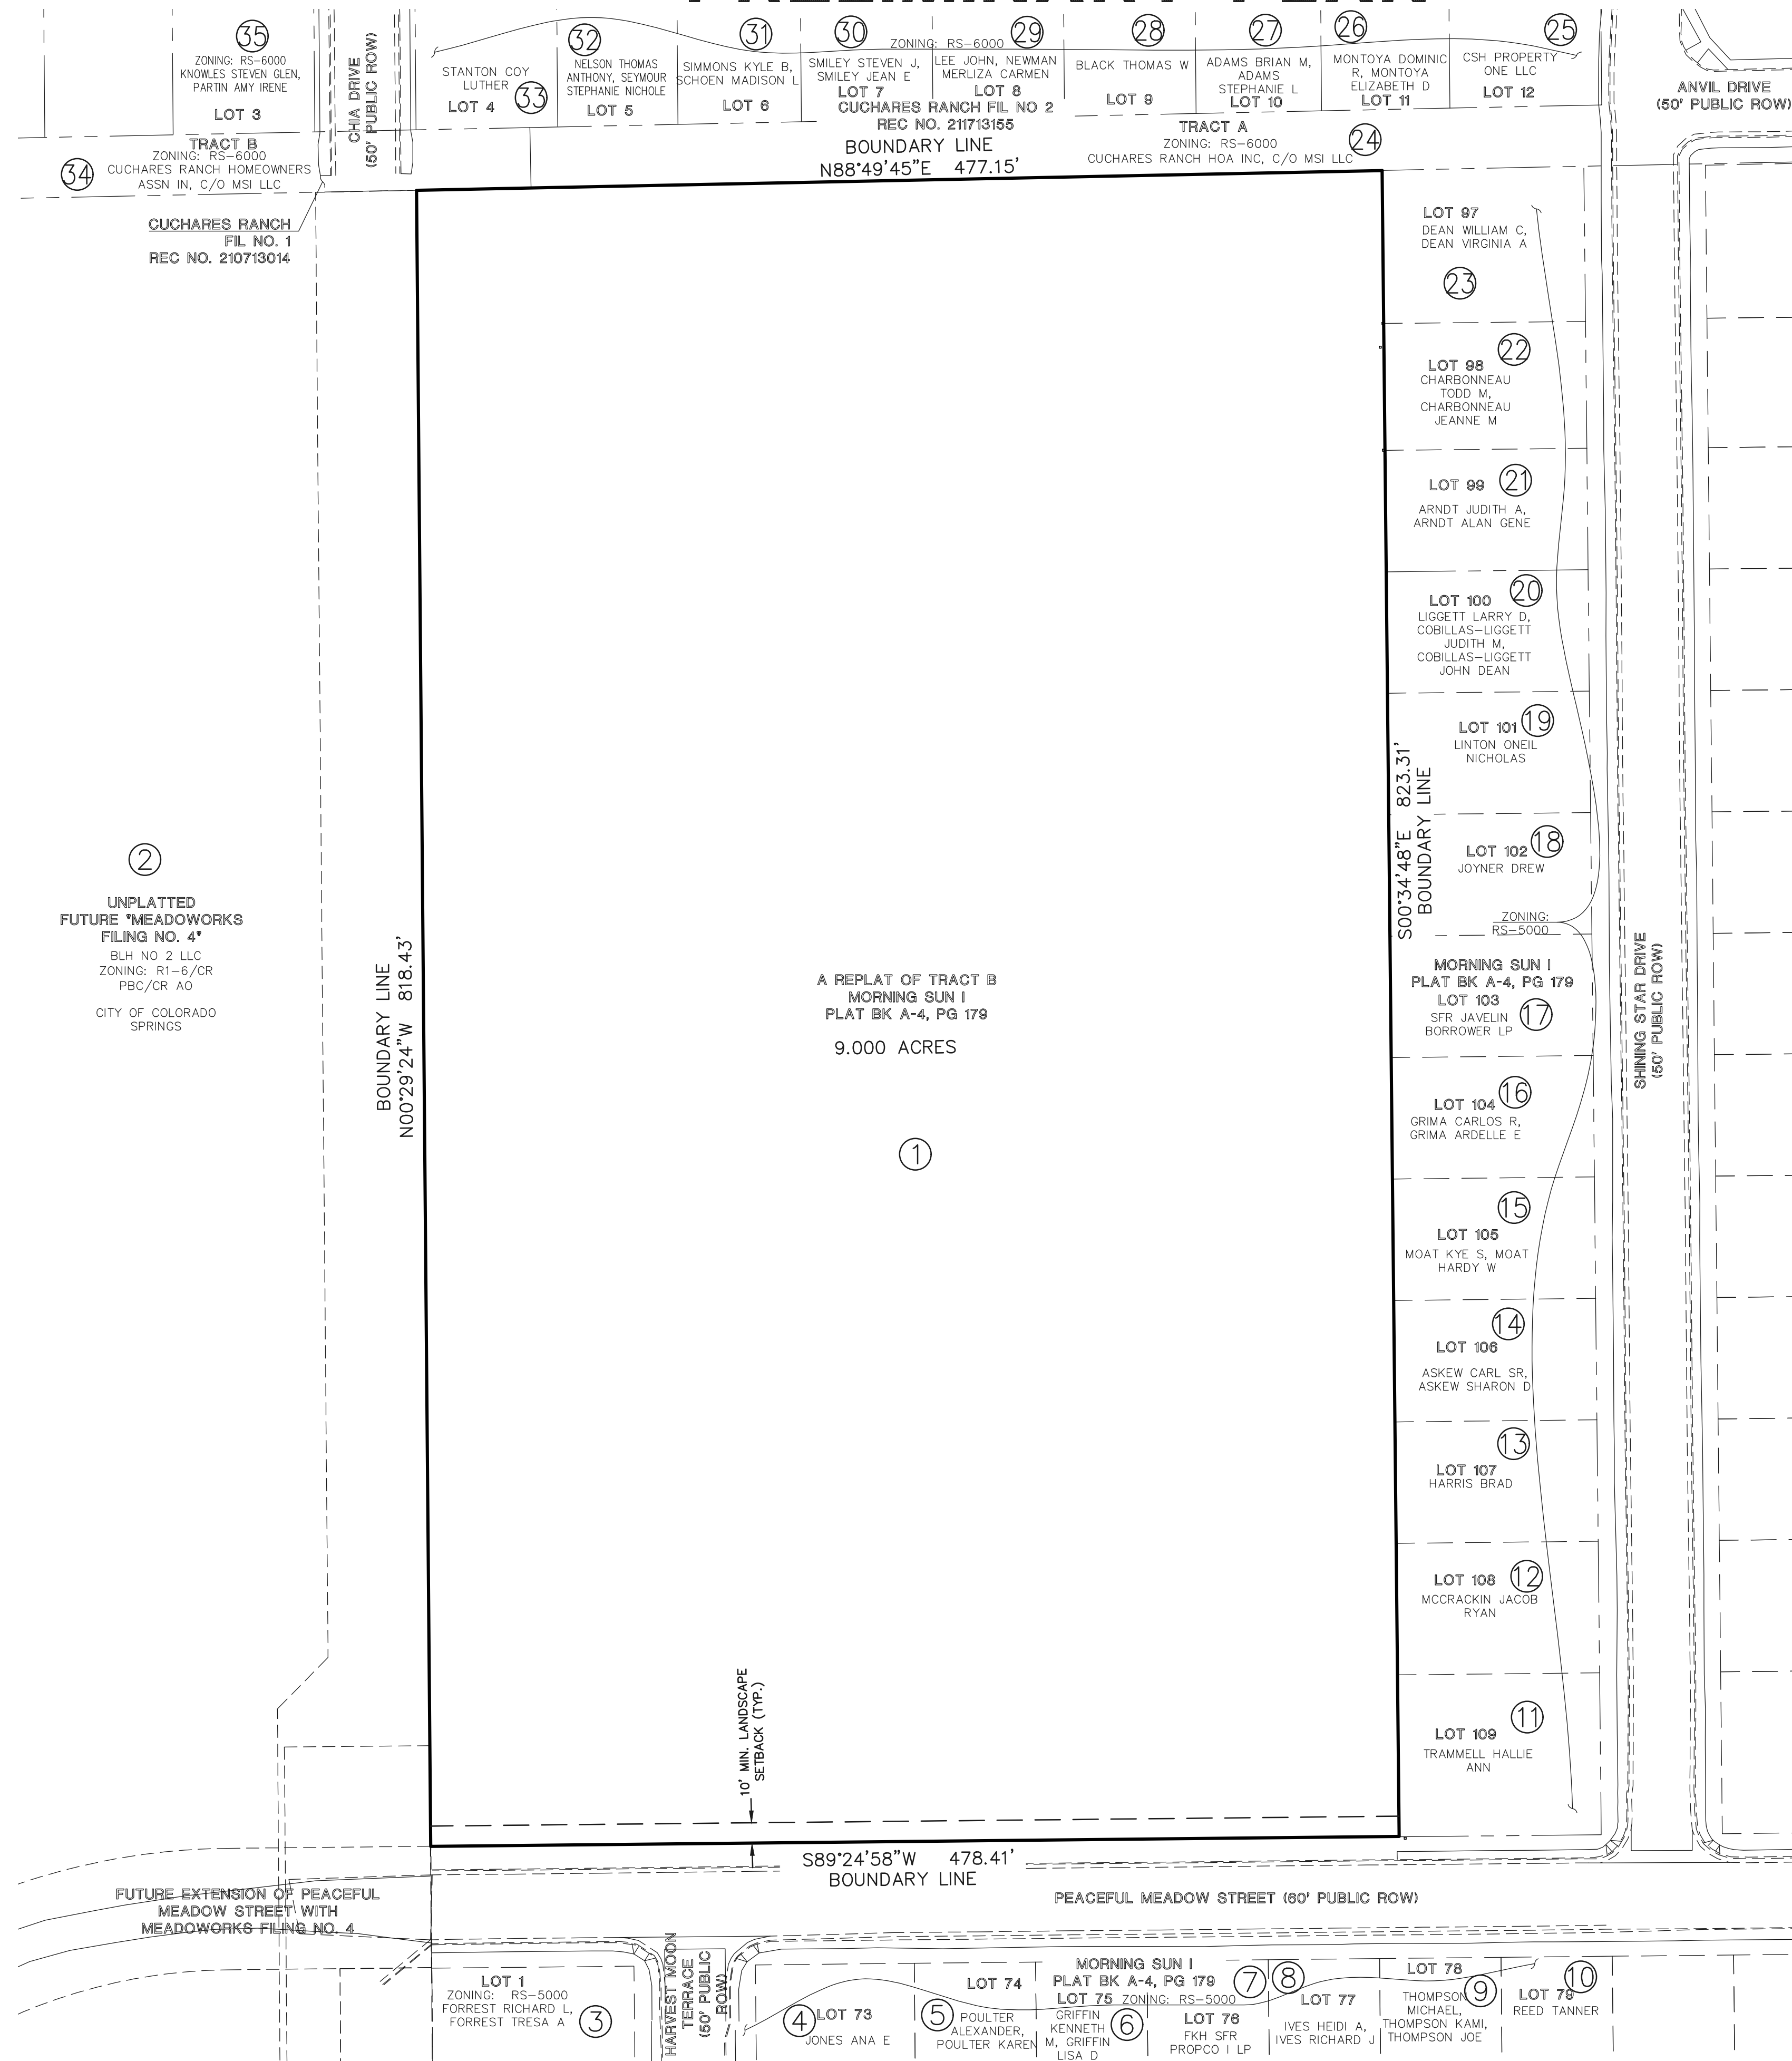 35
ZONING: RS-6000
KNOWLES STEVEN GLEN,
PARTIN AMY IRENE
LOT 3
CHIA DRIVE
(50' PUBLIC ROW)
STANTON COY
LUTHER
LOT 4
33
32
NELSON THOMAS
ANTHONY, SEYMOUR
STEPHANIE NICHOLE
LOT 5
31
SIMMONS KYLE B,
SCHOEN MADISON L
LOT 6
30
ZONING: RS-6000
SMILEY STEVEN J,
SMILEY JEAN E
LOT 7
29
LEE JOHN, NEWMAN
MERLIZA CARMEN
LOT 8
CUCHARES RANCH FIL NO 2
REC NO. 211713155
28
BLACK THOMAS W
LOT 9
27
ADAMS BRIAN M,
ADAMS
STEPHANIE L
LOT 10
26
MONTOYA DOMINIC
R, MONTOYA
ELIZABETH D
LOT 11
25
CSH PROPERTY
ONE LLC
LOT 12
ANVIL DRIVE
(50' PUBLIC ROW)
34
TRACT B
ZONING: RS-6000
CUCHARES RANCH HOMEOWNERS
ASSN IN, C/O MSI LLC
BOUNDARY LINE
N88°49'45"E 477.15'
TRACT A
ZONING: RS-6000
CUCHARES RANCH HOA INC, C/O MSI LLC
24
CUCHARES RANCH
FIL NO. 1
REC NO. 210713014
LOT 97
DEAN WILLIAM C,
DEAN VIRGINIA A
23
22
LOT 98
CHARBONNEAU
TODD M,
CHARBONNEAU
JEANNE M
LOT 99
21
ARNDT JUDITH A,
ARNDT ALAN GENE
LOT 100
20
LIGGETT LARRY D,
COBILLAS-LIGGETT
JUDITH M,
COBILLAS-LIGGETT
JOHN DEAN
LOT 101
19
LINTON ONEIL
NICHOLAS
S00°34'48"E 823.31'
BOUNDARY LINE
LOT 102
18
JOYNER DREW
ZONING:
RS-5000
2
UNPLATTED
FUTURE "MEADOWORKS
FILING NO. 4"
BLH NO 2 LLC
ZONING: R1-6/CR
PBC/CR AO
CITY OF COLORADO
SPRINGS
BOUNDARY LINE
N00°29'24"W 818.43'
A REPLAT OF TRACT B
MORNING SUN I
PLAT BK A-4, PG 179
9.000 ACRES
1
MORNING SUN I
PLAT BK A-4, PG 179
LOT 103
SFR JAVELIN
BORROWER LP
17
SHINING STAR DRIVE
(50' PUBLIC ROW)
LOT 104
16
GRIMA CARLOS R,
GRIMA ARDELLE E
15
LOT 105
MOAT KYE S, MOAT
HARDY W
14
LOT 106
ASKEW CARL SR,
ASKEW SHARON D
13
LOT 107
HARRIS BRAD
LOT 108
12
MCCRACKIN JACOB
RYAN
11
LOT 109
TRAMMELL HALLIE
ANN
10' MIN. LANDSCAPE
SETBACK (TYP.)
S89°24'58"W 478.41'
BOUNDARY LINE
FUTURE EXTENSION OF PEACEFUL
MEADOW STREET WITH
MEADOWORKS FILING NO. 4
PEACEFUL MEADOW STREET (60' PUBLIC ROW)
LOT 1
ZONING: RS-5000
FORREST RICHARD L,
FORREST TRESA A
3
HARVEST MOON
TERRACE
(50' PUBLIC
ROW)
4
LOT 73
JONES ANA E
5
LOT 74
POULTER
ALEXANDER,
POULTER KAREN
MORNING SUN I
PLAT BK A-4, PG 179
LOT 75
ZONING: RS-5000
GRIFFIN
KENNETH
M, GRIFFIN
LISA D
6
7
LOT 76
FKH SFR
PROPCO I LP
8
LOT 77
IVES HEIDI A,
IVES RICHARD J
LOT 78
THOMPSON
MICHAEL,
THOMPSON KAMI,
THOMPSON JOE
9
10
LOT 79
REED TANNER